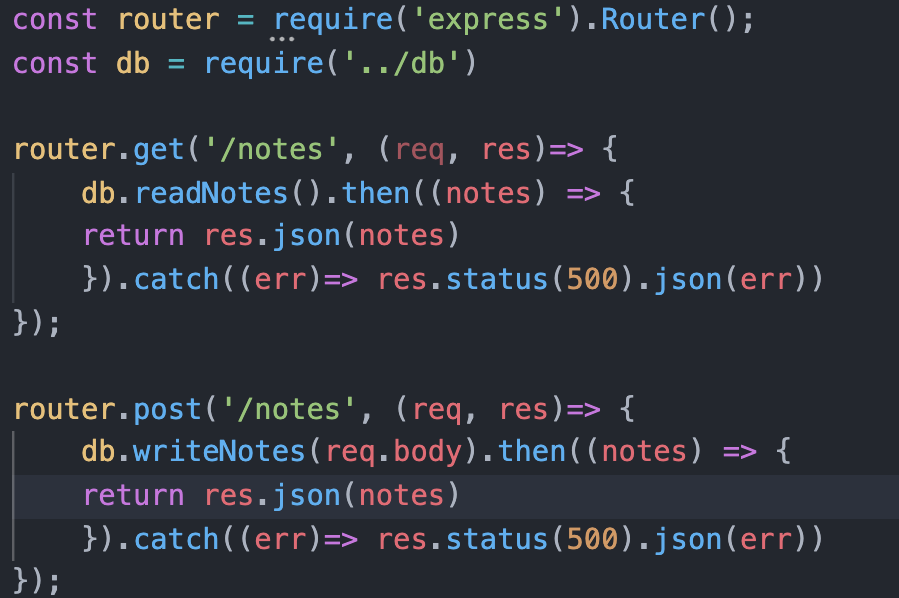 const router = require('express').Router();
const db = require('../db')
router.get('/notes', (req, res)=> {
db.readNotes().then((notes) => {
return res.json(notes)
}).catch((err)=> res.status(500).json(err))
});
router.post('/notes', (req, res)=> {
db.writeNotes(req.body).then((notes) => {
return res.json(notes)
}).catch((err)=> res.status(500).json(err))
});